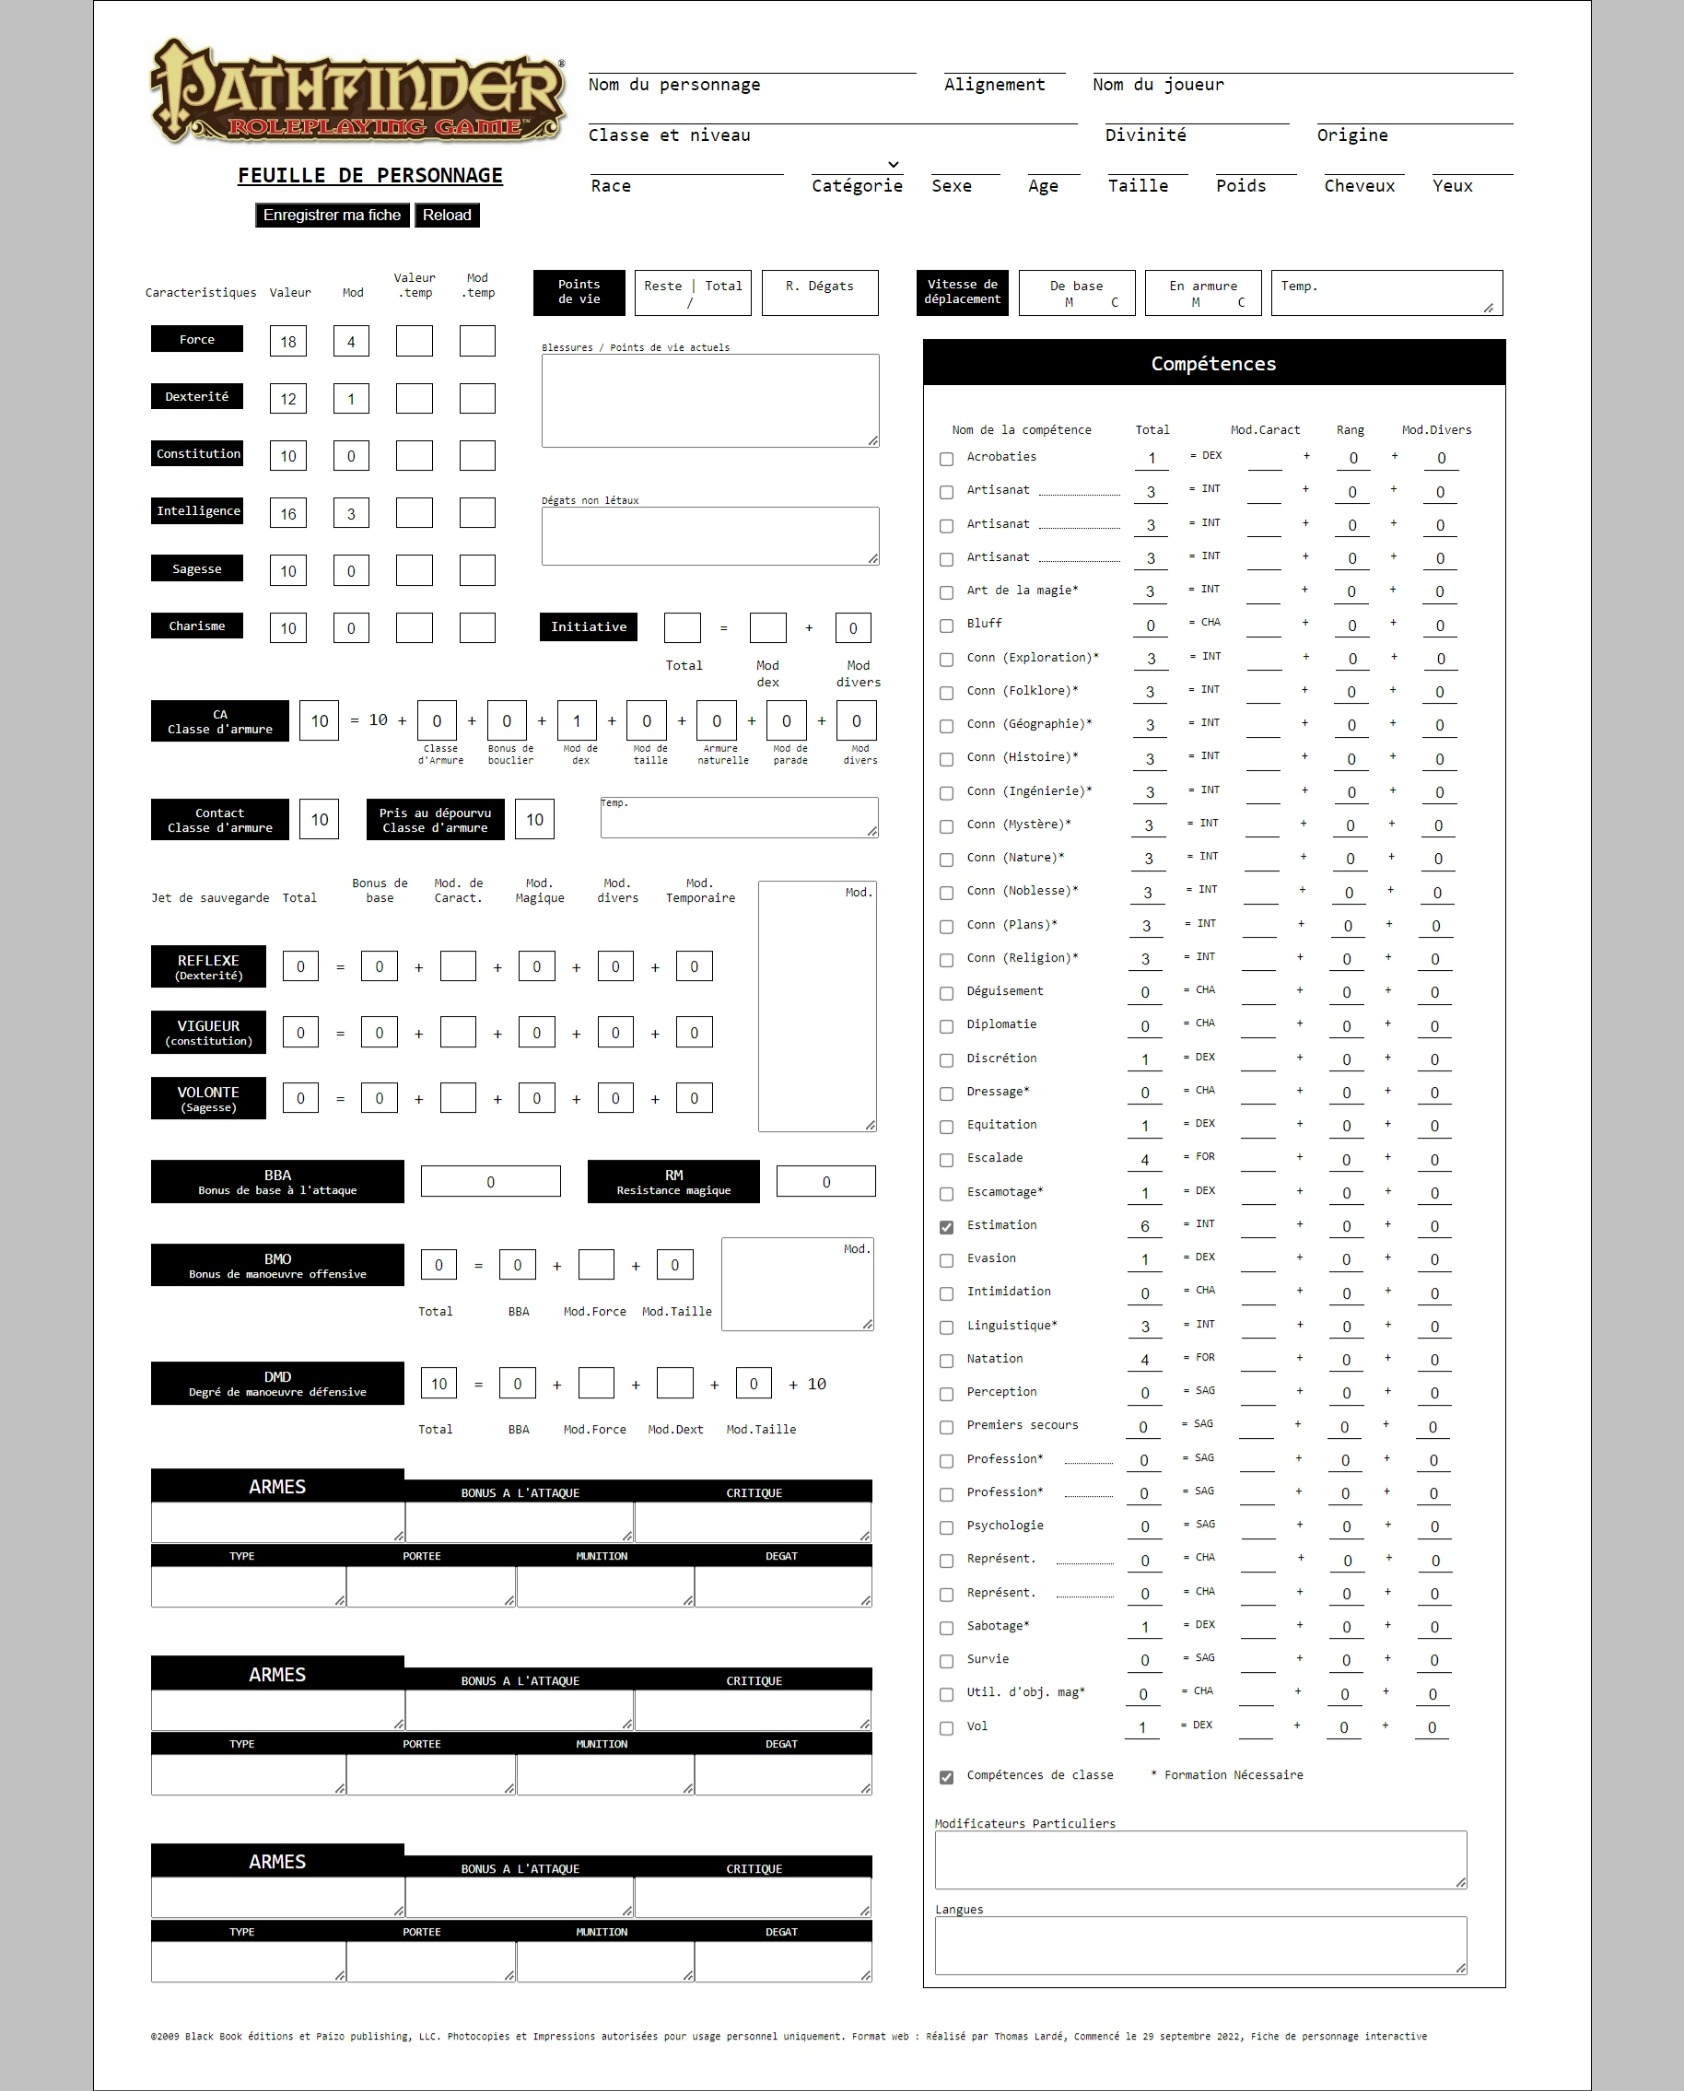 PATHFINDER®
ROLEPLAYING GAME™
FEUILLE DE PERSONNAGE
Enregistrer ma fiche Reload
Nom du personnage Alignement Nom du joueur
Classe et niveau Divinité Origine
Race Catégorie Sexe Age Taille Poids Cheveux Yeux
Caracteristiques Valeur Mod Valeur .temp Mod .temp
Force 18 4
Dexterité 12 1
Constitution 10 0
Intelligence 16 3
Sagesse 10 0
Charisme 10 0
Points de vie
Reste | Total
/
R. Dégats
Blessures / Points de vie actuels
Dégats non létaux
Initiative = + 0
Total Mod dex Mod divers
CA
Classe d'armure
10 = 10 + 0 + 0 + 1 + 0 + 0 + 0 + 0
Classe d'Armure Bonus de bouclier Mod de dex Mod de taille Armure naturelle Mod de parade Mod divers
Contact
Classe d'armure
10
Pris au dépourvu
Classe d'armure
10
Temp.
Jet de sauvegarde Total Bonus de base Mod. de Caract. Mod. Magique Mod. divers Mod. Temporaire
Mod.
REFLEXE
(Dexterité)
0 = 0 + + 0 + 0 + 0
VIGUEUR
(constitution)
0 = 0 + + 0 + 0 + 0
VOLONTE
(Sagesse)
0 = 0 + + 0 + 0 + 0
BBA
Bonus de base à l'attaque
0
RM
Resistance magique
0
BMO
Bonus de manoeuvre offensive
0 = 0 + + 0
Total BBA Mod.Force Mod.Taille
Mod.
DMD
Degré de manoeuvre défensive
10 = 0 + + + 0 + 10
Total BBA Mod.Force Mod.Dext Mod.Taille
ARMES BONUS A L'ATTAQUE CRITIQUE
TYPE PORTEE MUNITION DEGAT
ARMES BONUS A L'ATTAQUE CRITIQUE
TYPE PORTEE MUNITION DEGAT
ARMES BONUS A L'ATTAQUE CRITIQUE
TYPE PORTEE MUNITION DEGAT
Vitesse de déplacement
De base
M C
En armure
M C
Temp.
Compétences
Nom de la compétence Total Mod.Caract Rang Mod.Divers
Acrobaties 1 = DEX + 0 + 0
Artisanat 3 = INT + 0 + 0
Artisanat 3 = INT + 0 + 0
Artisanat 3 = INT + 0 + 0
Art de la magie* 3 = INT + 0 + 0
Bluff 0 = CHA + 0 + 0
Conn (Exploration)* 3 = INT + 0 + 0
Conn (Folklore)* 3 = INT + 0 + 0
Conn (Géographie)* 3 = INT + 0 + 0
Conn (Histoire)* 3 = INT + 0 + 0
Conn (Ingénierie)* 3 = INT + 0 + 0
Conn (Mystère)* 3 = INT + 0 + 0
Conn (Nature)* 3 = INT + 0 + 0
Conn (Noblesse)* 3 = INT + 0 + 0
Conn (Plans)* 3 = INT + 0 + 0
Conn (Religion)* 3 = INT + 0 + 0
Déguisement 0 = CHA + 0 + 0
Diplomatie 0 = CHA + 0 + 0
Discrétion 1 = DEX + 0 + 0
Dressage* 0 = CHA + 0 + 0
Equitation 1 = DEX + 0 + 0
Escalade 4 = FOR + 0 + 0
Escamotage* 1 = DEX + 0 + 0
Estimation 6 = INT + 0 + 0
Evasion 1 = DEX + 0 + 0
Intimidation 0 = CHA + 0 + 0
Linguistique* 3 = INT + 0 + 0
Natation 4 = FOR + 0 + 0
Perception 0 = SAG + 0 + 0
Premiers secours 0 = SAG + 0 + 0
Profession* 0 = SAG + 0 + 0
Profession* 0 = SAG + 0 + 0
Psychologie 0 = SAG + 0 + 0
Représent. 0 = CHA + 0 + 0
Représent. 0 = CHA + 0 + 0
Sabotage* 1 = DEX + 0 + 0
Survie 0 = SAG + 0 + 0
Util. d'obj. mag* 0 = CHA + 0 + 0
Vol 1 = DEX + 0 + 0
Compétences de classe * Formation Nécessaire
Modificateurs Particuliers
Langues
©2009 Black Book éditions et Paizo publishing, LLC. Photocopies et Impressions autorisées pour usage personnel uniquement. Format web : Réalisé par Thomas Lardé, Commencé le 29 septembre 2022, Fiche de personnage interactive